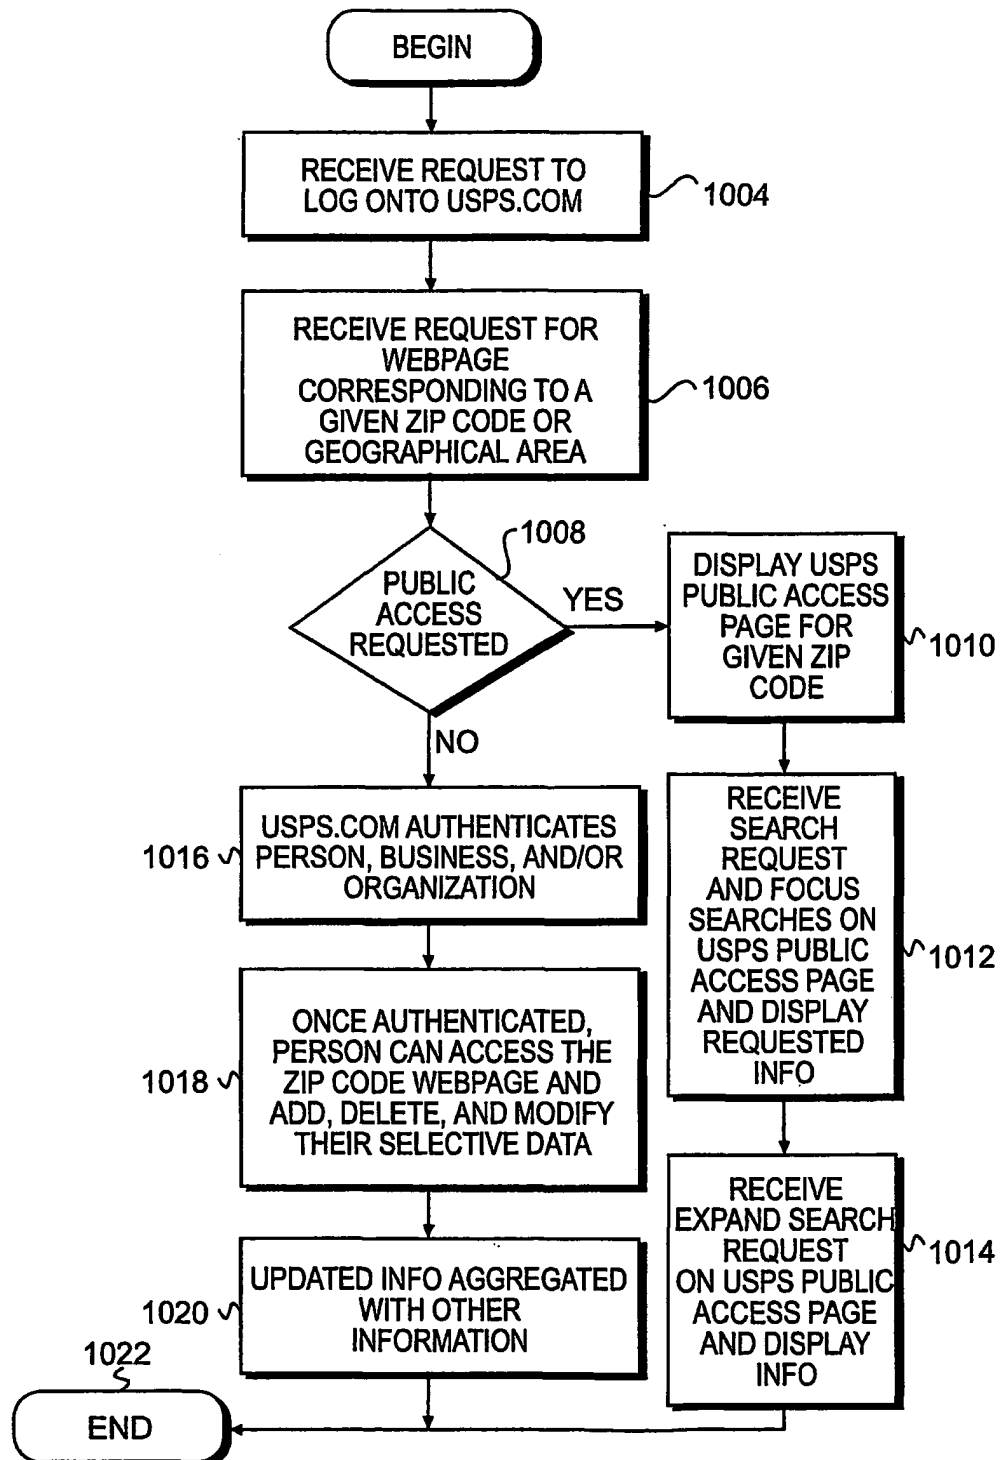 BEGIN
RECEIVE REQUEST TO
LOG ONTO USPS.COM
1004
RECEIVE REQUEST FOR
WEBPAGE
CORRESPONDING TO A
GIVEN ZIP CODE OR
GEOGRAPHICAL AREA
1006
1008
PUBLIC
ACCESS
REQUESTED
YES
NO
DISPLAY USPS
PUBLIC ACCESS
PAGE FOR
GIVEN ZIP
CODE
1010
RECEIVE
SEARCH
REQUEST
AND FOCUS
SEARCHES ON
USPS PUBLIC
ACCESS PAGE
AND DISPLAY
REQUESTED
INFO
1012
RECEIVE
EXPAND SEARCH
REQUEST
ON USPS PUBLIC
ACCESS PAGE
AND DISPLAY
INFO
1014
USPS.COM AUTHENTICATES
PERSON, BUSINESS, AND/OR
ORGANIZATION
1016
ONCE AUTHENTICATED,
PERSON CAN ACCESS THE
ZIP CODE WEBPAGE AND
ADD, DELETE, AND MODIFY
THEIR SELECTIVE DATA
1018
UPDATED INFO AGGREGATED
WITH OTHER
INFORMATION
1020
1022
END